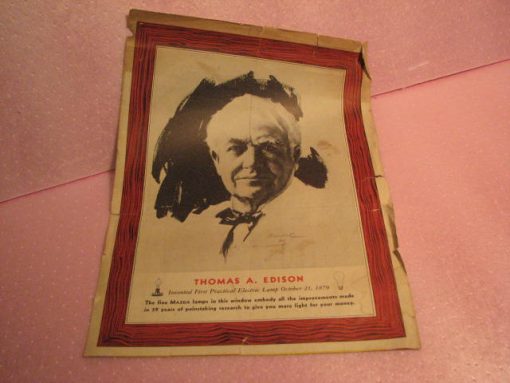 THOMAS A. EDISON
Invented First Practical Electric Lamp October 21, 1879
The fine MAZDA lamps in this window embody all the improvements made
in 59 years of painstaking research to give you more light for your money.